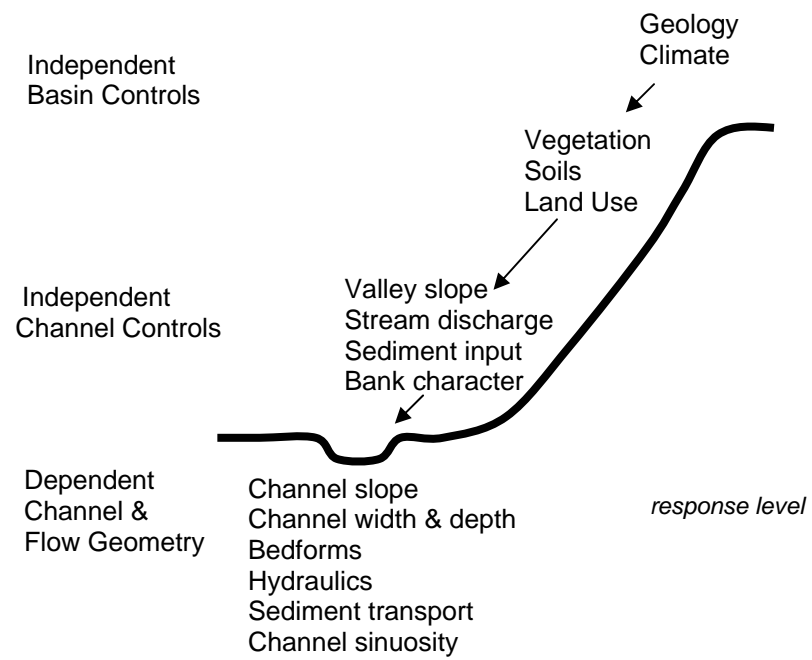 Geology
Climate
Independent
Basin Controls
Vegetation
Soils
Land Use
Independent
Channel Controls
Valley slope
Stream discharge
Sediment input
Bank character
Dependent
Channel &
Flow Geometry
Channel slope
Channel width & depth
Bedforms
Hydraulics
Sediment transport
Channel sinuosity
response level